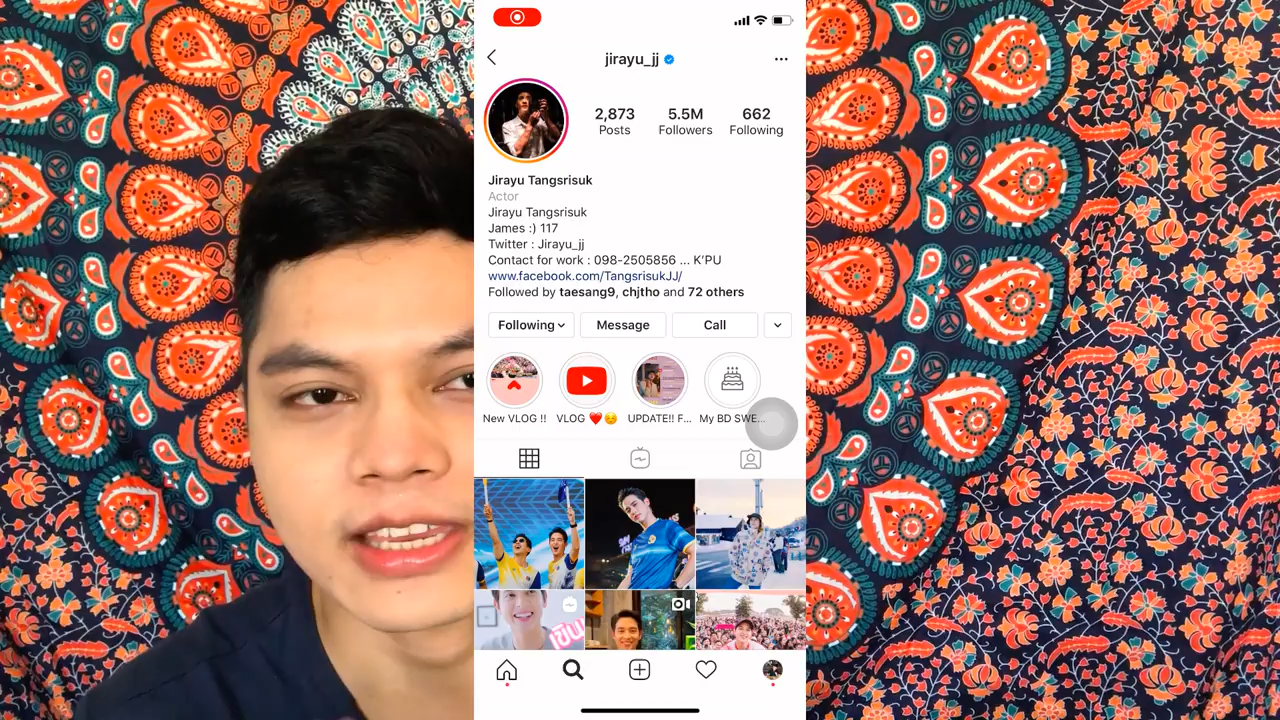 jirayu_jj
2,873 5.5M 662
Posts Followers Following
Jirayu Tangsrisuk
Actor
Jirayu Tangsrisuk
James :) 117
Twitter : Jirayu_jj
Contact for work : 098-2505856 ... K'PU
www.facebook.com/TangsrisukJJ/
Followed by taesang9, chjtho and 72 others
Following Message Call
New VLOG !! VLOG ❤️☺️ UPDATE!! F... My BD SWE...